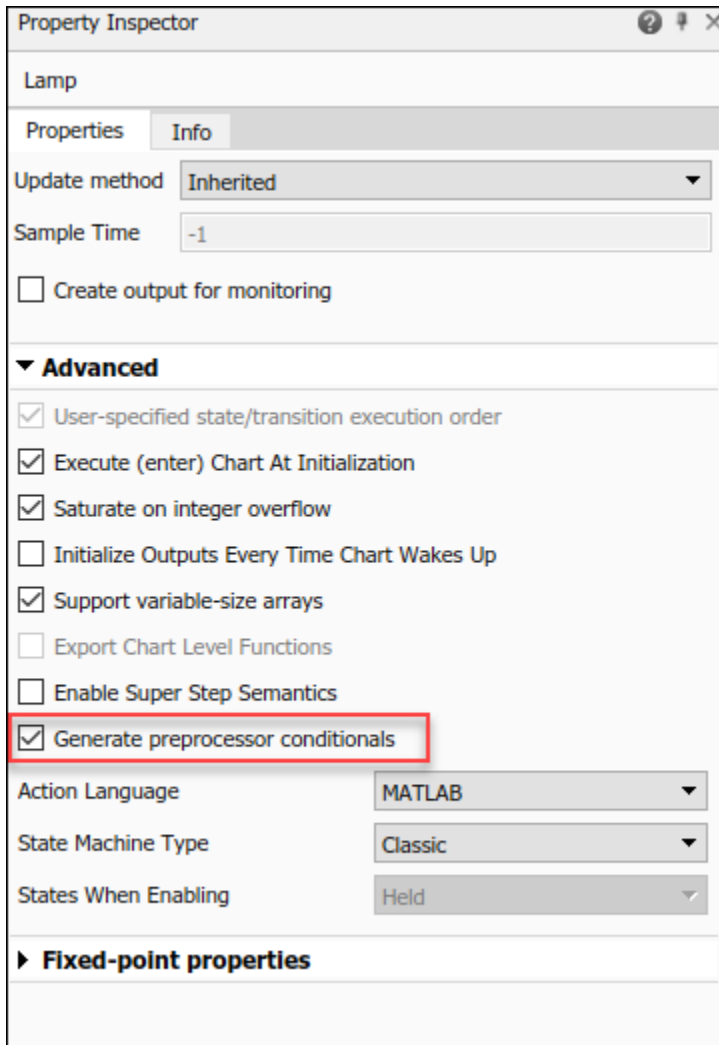 Property Inspector
Lamp
Properties Info
Update method Inherited
Sample Time -1
Create output for monitoring
Advanced
User-specified state/transition execution order
Execute (enter) Chart At Initialization
Saturate on integer overflow
Initialize Outputs Every Time Chart Wakes Up
Support variable-size arrays
Export Chart Level Functions
Enable Super Step Semantics
Generate preprocessor conditionals
Action Language MATLAB
State Machine Type Classic
States When Enabling Held
Fixed-point properties